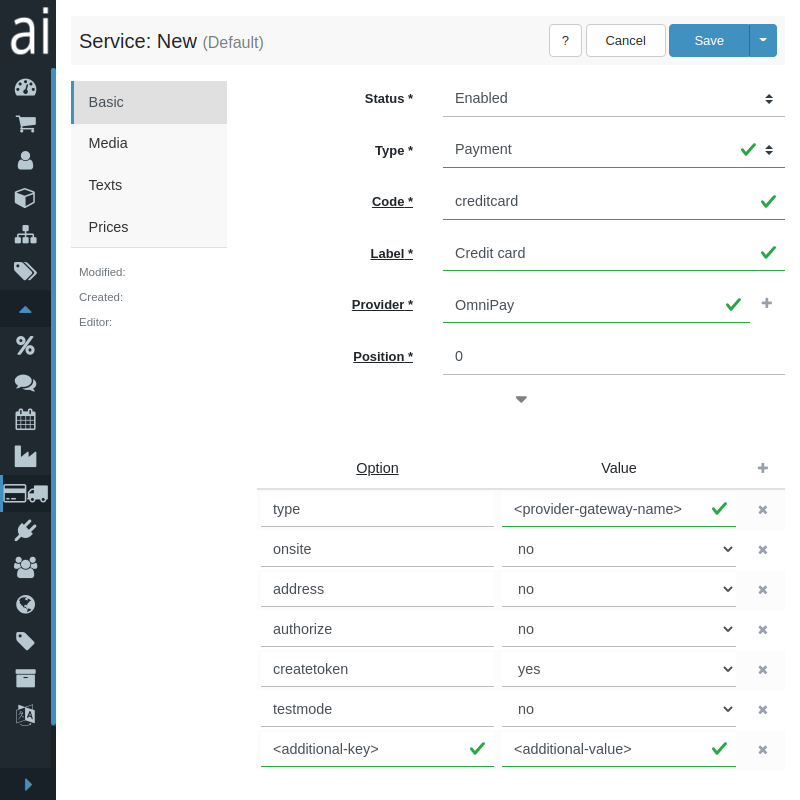 ai
Service: New (Default)
?
Cancel
Save
Basic
Media
Texts
Prices
Modified:
Created:
Editor:
Status * Enabled
Type * Payment
Code * creditcard
Label * Credit card
Provider * OmniPay
Position * 0
Option Value
type <provider-gateway-name>
onsite no
address no
authorize no
createtoken yes
testmode no
<additional-key> <additional-value>